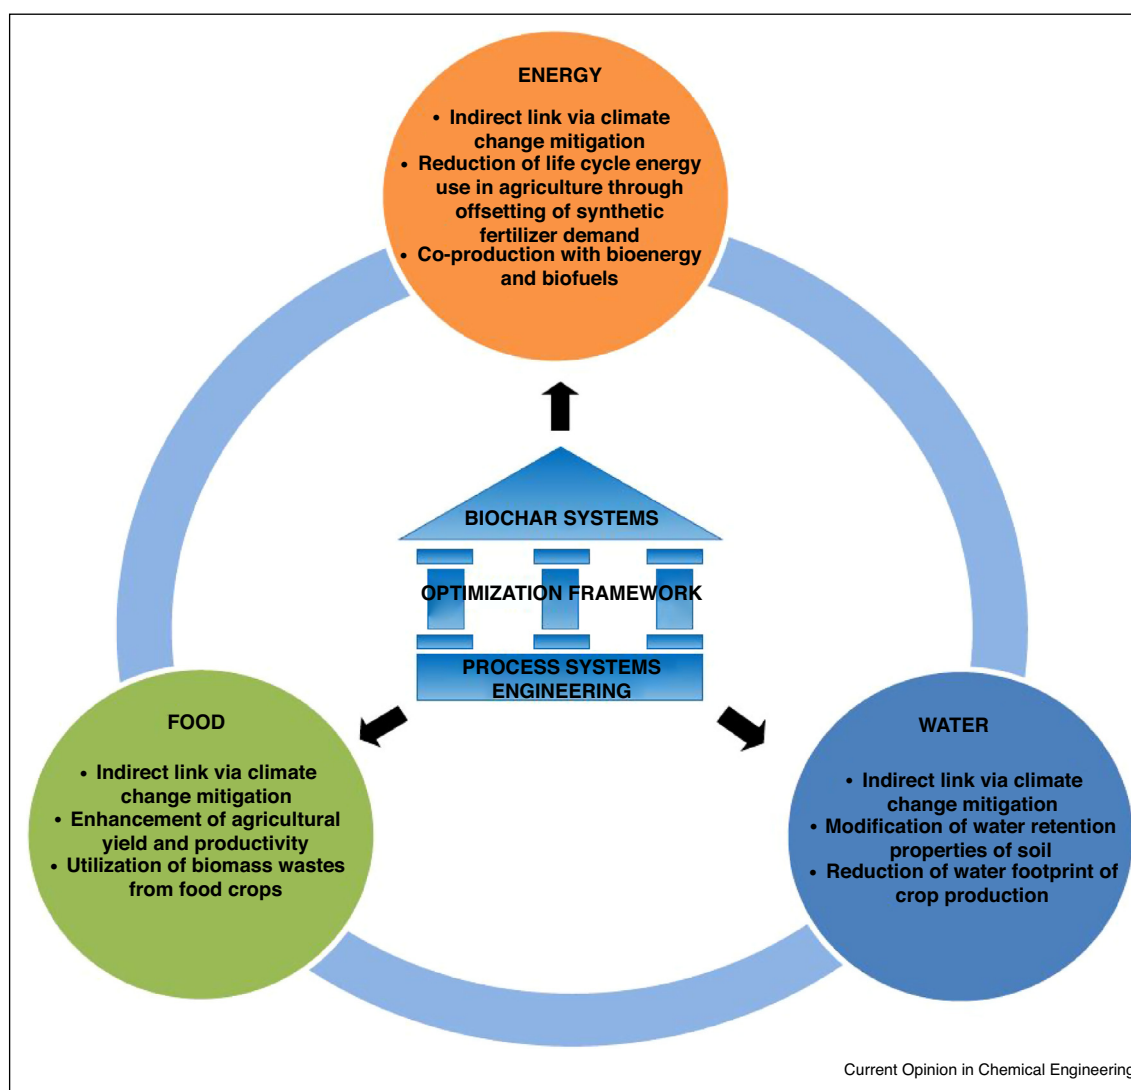 ENERGY
• Indirect link via climate
change mitigation
• Reduction of life cycle energy
use in agriculture through
offsetting of synthetic
fertilizer demand
• Co-production with bioenergy
and biofuels
BIOCHAR SYSTEMS
OPTIMIZATION FRAMEWORK
PROCESS SYSTEMS
ENGINEERING
FOOD
• Indirect link via climate
change mitigation
• Enhancement of agricultural
yield and productivity
• Utilization of biomass wastes
from food crops
WATER
• Indirect link via climate
change mitigation
• Modification of water retention
properties of soil
• Reduction of water footprint of
crop production
Current Opinion in Chemical Engineering